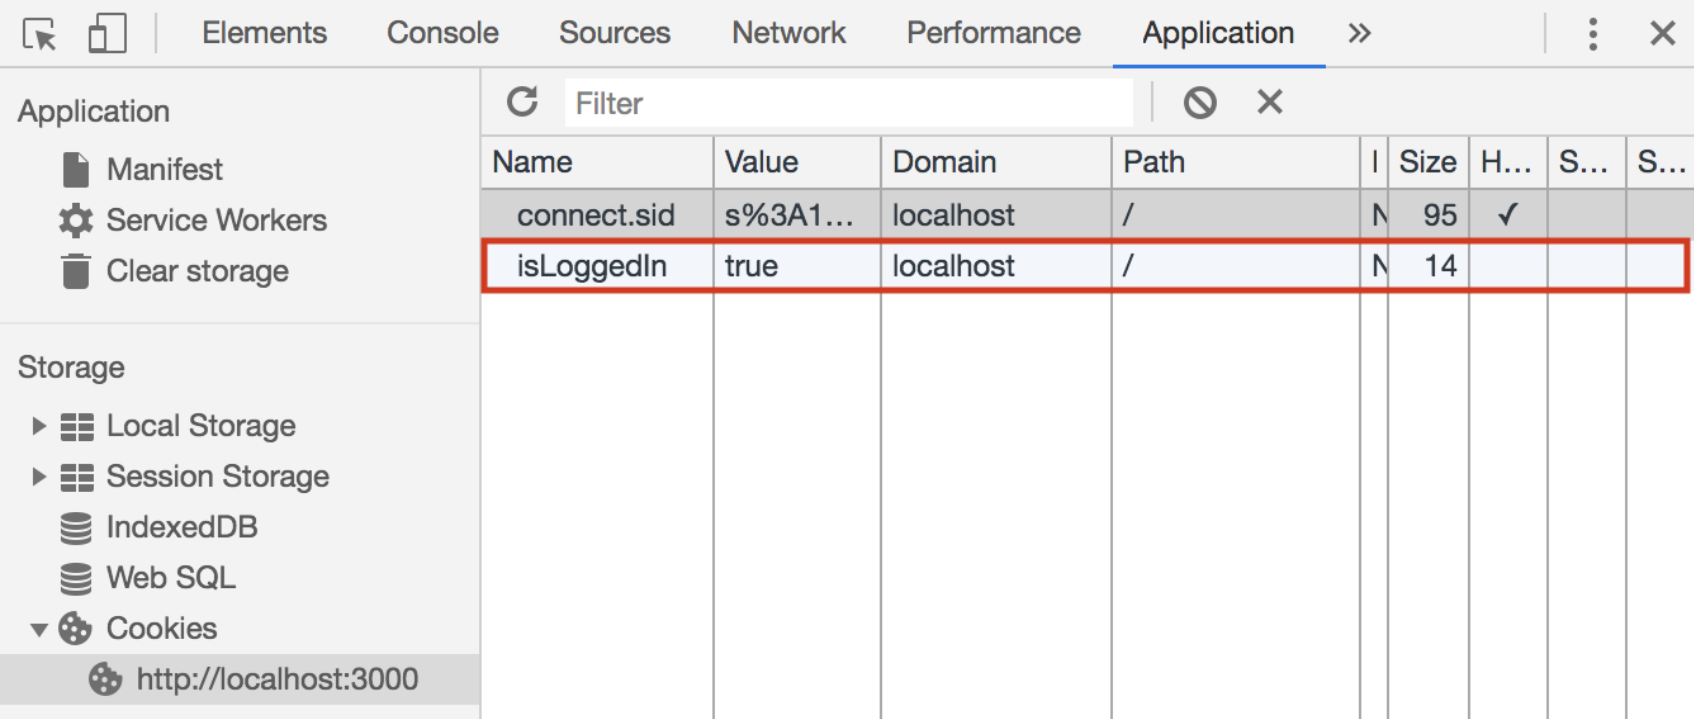 Elements Console Sources Network Performance Application »
Application
Manifest
Service Workers
Clear storage
Storage
Local Storage
Session Storage
IndexedDB
Web SQL
Cookies
http://localhost:3000
Filter
Name Value Domain Path I Size H... S... S...
connect.sid s%3A1... localhost / N 95 ✓
isLoggedIn true localhost / N 14